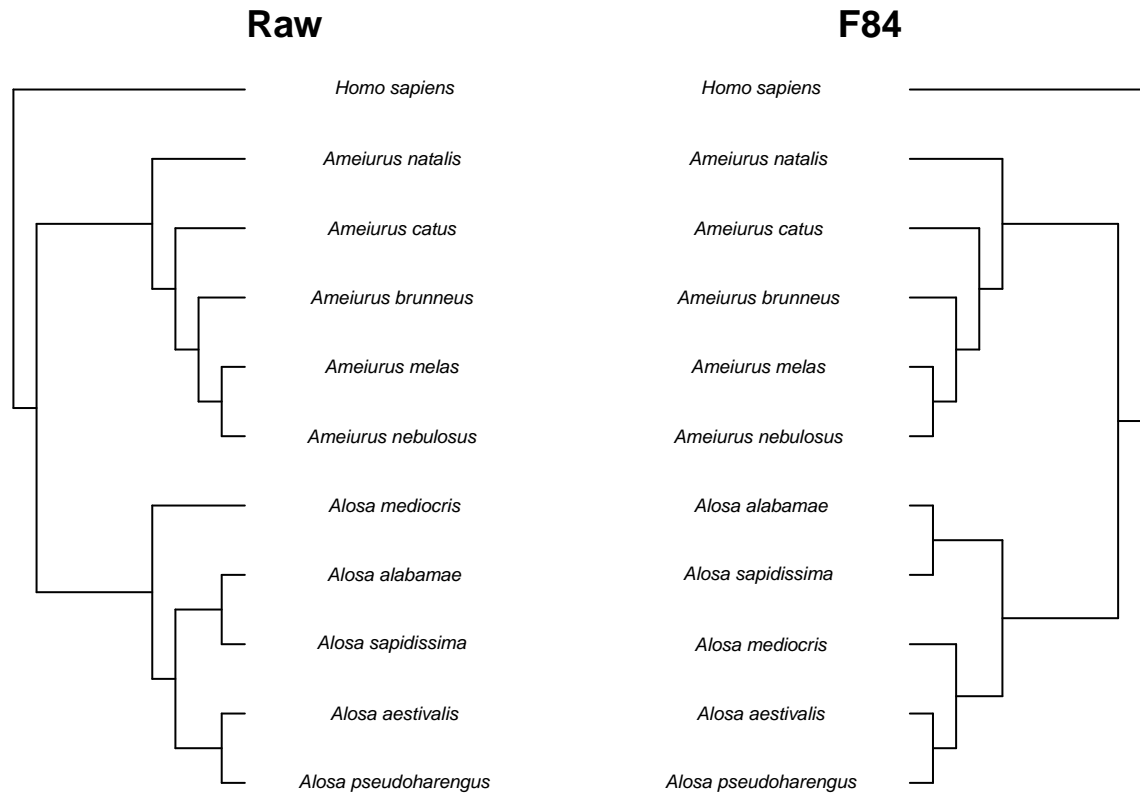 Raw
Homo sapiens
Ameiurus natalis
Ameiurus catus
Ameiurus brunneus
Ameiurus melas
Ameiurus nebulosus
Alosa mediocris
Alosa alabamae
Alosa sapidissima
Alosa aestivalis
Alosa pseudoharengus
F84
Homo sapiens
Ameiurus natalis
Ameiurus catus
Ameiurus brunneus
Ameiurus melas
Ameiurus nebulosus
Alosa alabamae
Alosa sapidissima
Alosa mediocris
Alosa aestivalis
Alosa pseudoharengus